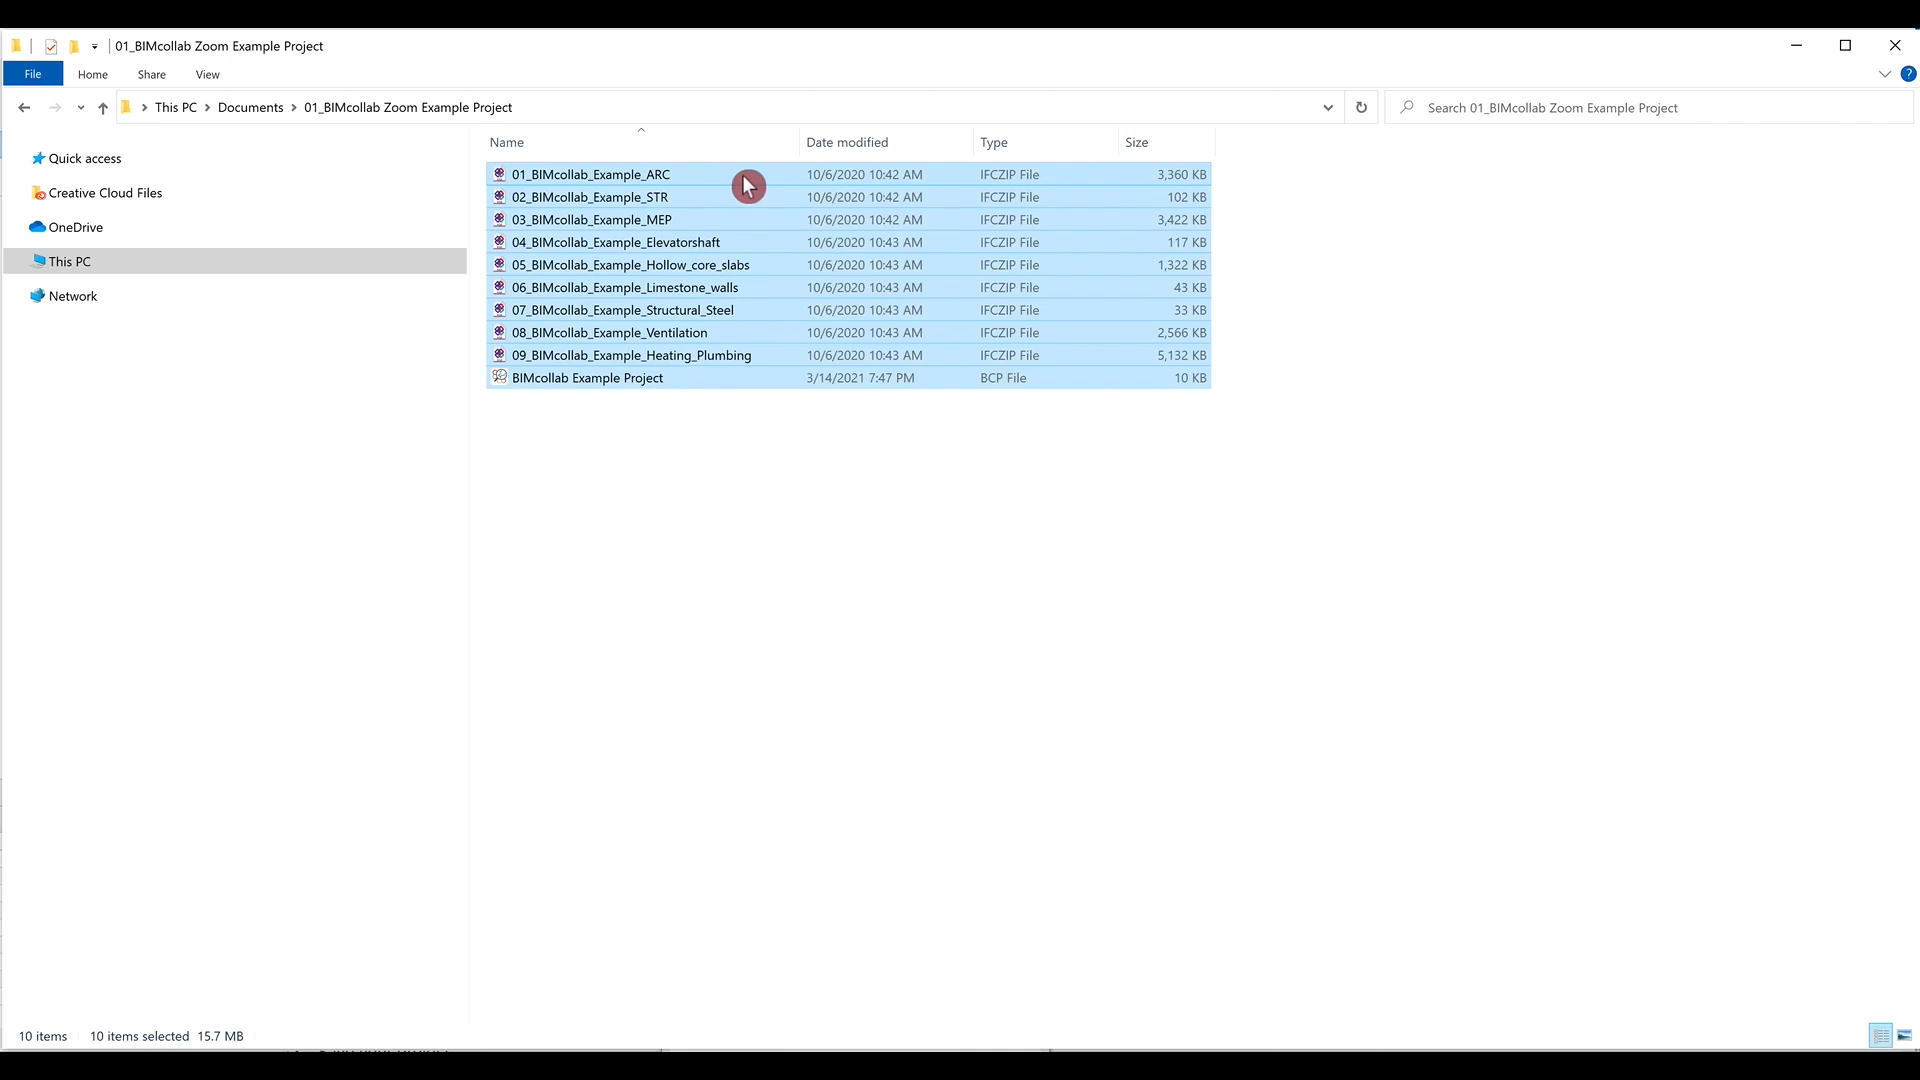 01_BIMcollab Zoom Example Project
File Home Share View ?
This PC Documents 01_BIMcollab Zoom Example Project Search 01_BIMcollab Zoom Example Project
Quick access
Creative Cloud Files
OneDrive
This PC
Network
Name Date modified Type Size
01_BIMcollab_Example_ARC 10/6/2020 10:42 AM IFCZIP File 3,360 KB
02_BIMcollab_Example_STR 10/6/2020 10:42 AM IFCZIP File 102 KB
03_BIMcollab_Example_MEP 10/6/2020 10:42 AM IFCZIP File 3,422 KB
04_BIMcollab_Example_Elevatorshaft 10/6/2020 10:43 AM IFCZIP File 117 KB
05_BIMcollab_Example_Hollow_core_slabs 10/6/2020 10:43 AM IFCZIP File 1,322 KB
06_BIMcollab_Example_Limestone_walls 10/6/2020 10:43 AM IFCZIP File 43 KB
07_BIMcollab_Example_Structural_Steel 10/6/2020 10:43 AM IFCZIP File 33 KB
08_BIMcollab_Example_Ventilation 10/6/2020 10:43 AM IFCZIP File 2,566 KB
09_BIMcollab_Example_Heating_Plumbing 10/6/2020 10:43 AM IFCZIP File 5,132 KB
BIMcollab Example Project 3/14/2021 7:47 PM BCP File 10 KB
10 items 10 items selected 15.7 MB